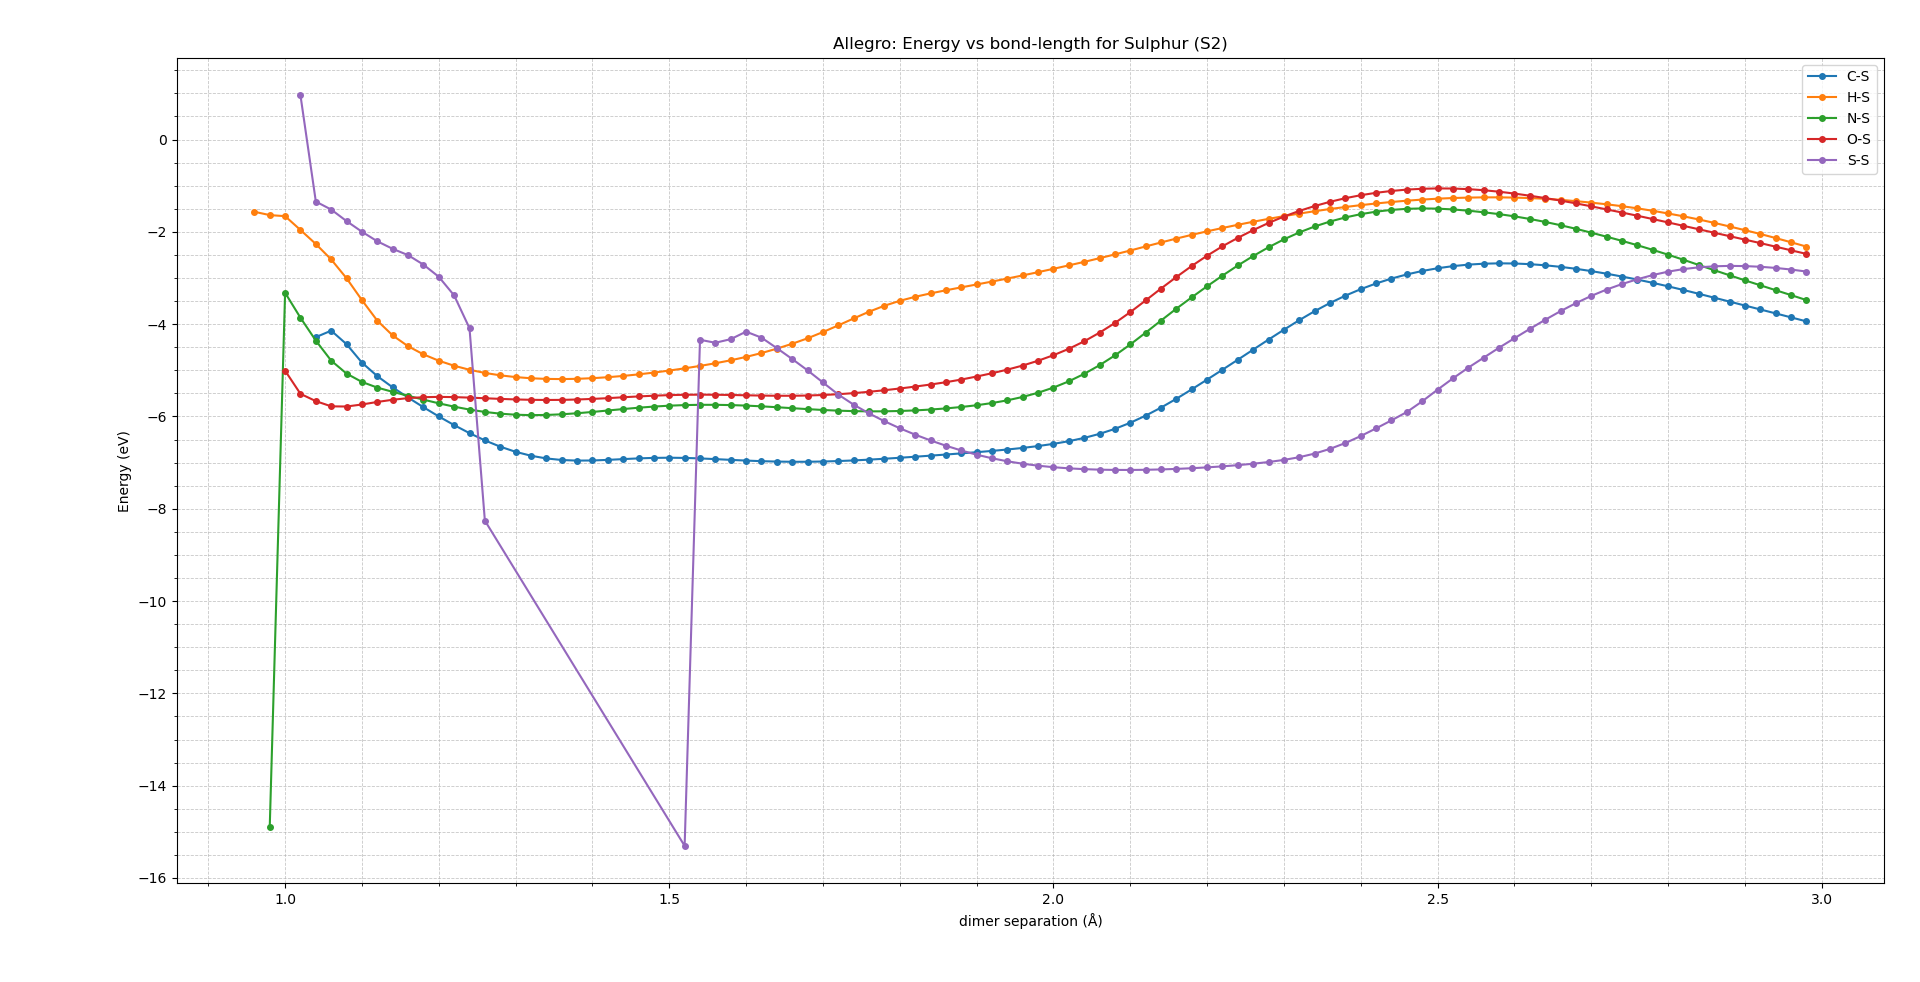 Allegro: Energy vs bond-length for Sulphur (S2)
C-S
H-S
N-S
O-S
S-S
Energy (eV)
0
−2
−4
−6
−8
−10
−12
−14
−16
1.0 1.5 2.0 2.5 3.0
dimer separation (Å)